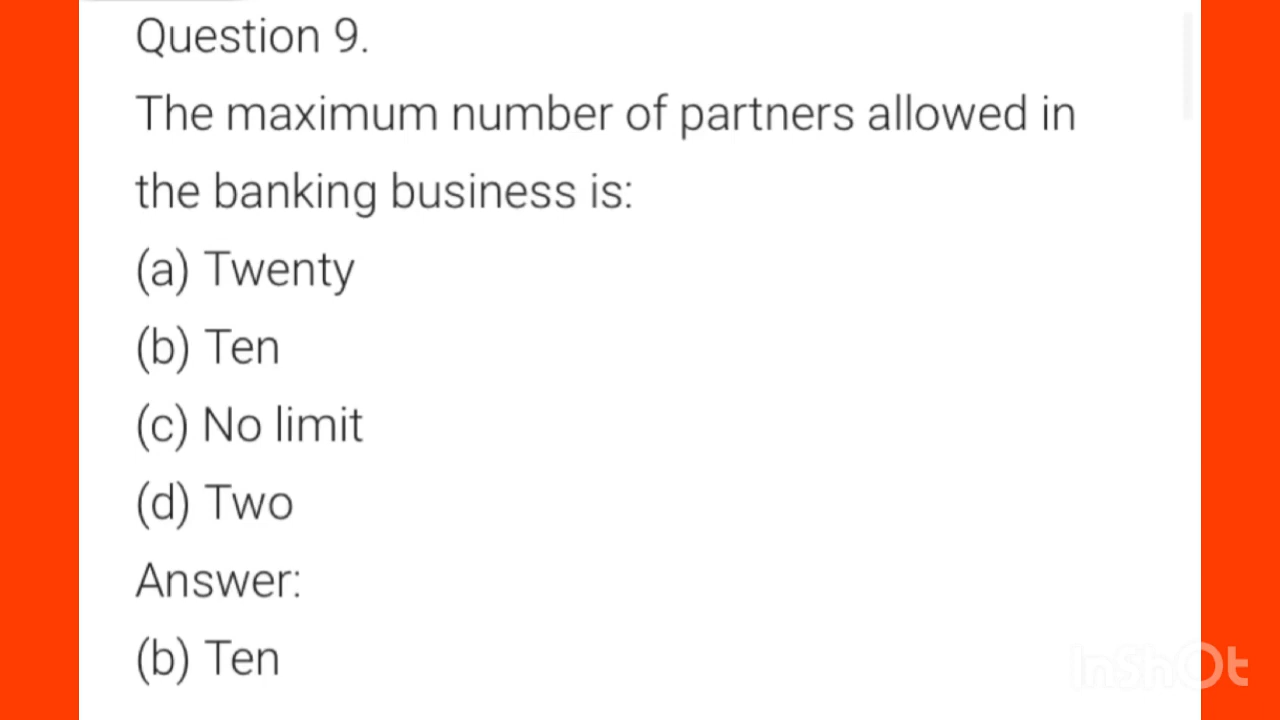 Question 9.
The maximum number of partners allowed in
the banking business is:
(a) Twenty
(b) Ten
(c) No limit
(d) Two
Answer:
(b) Ten
InShOt